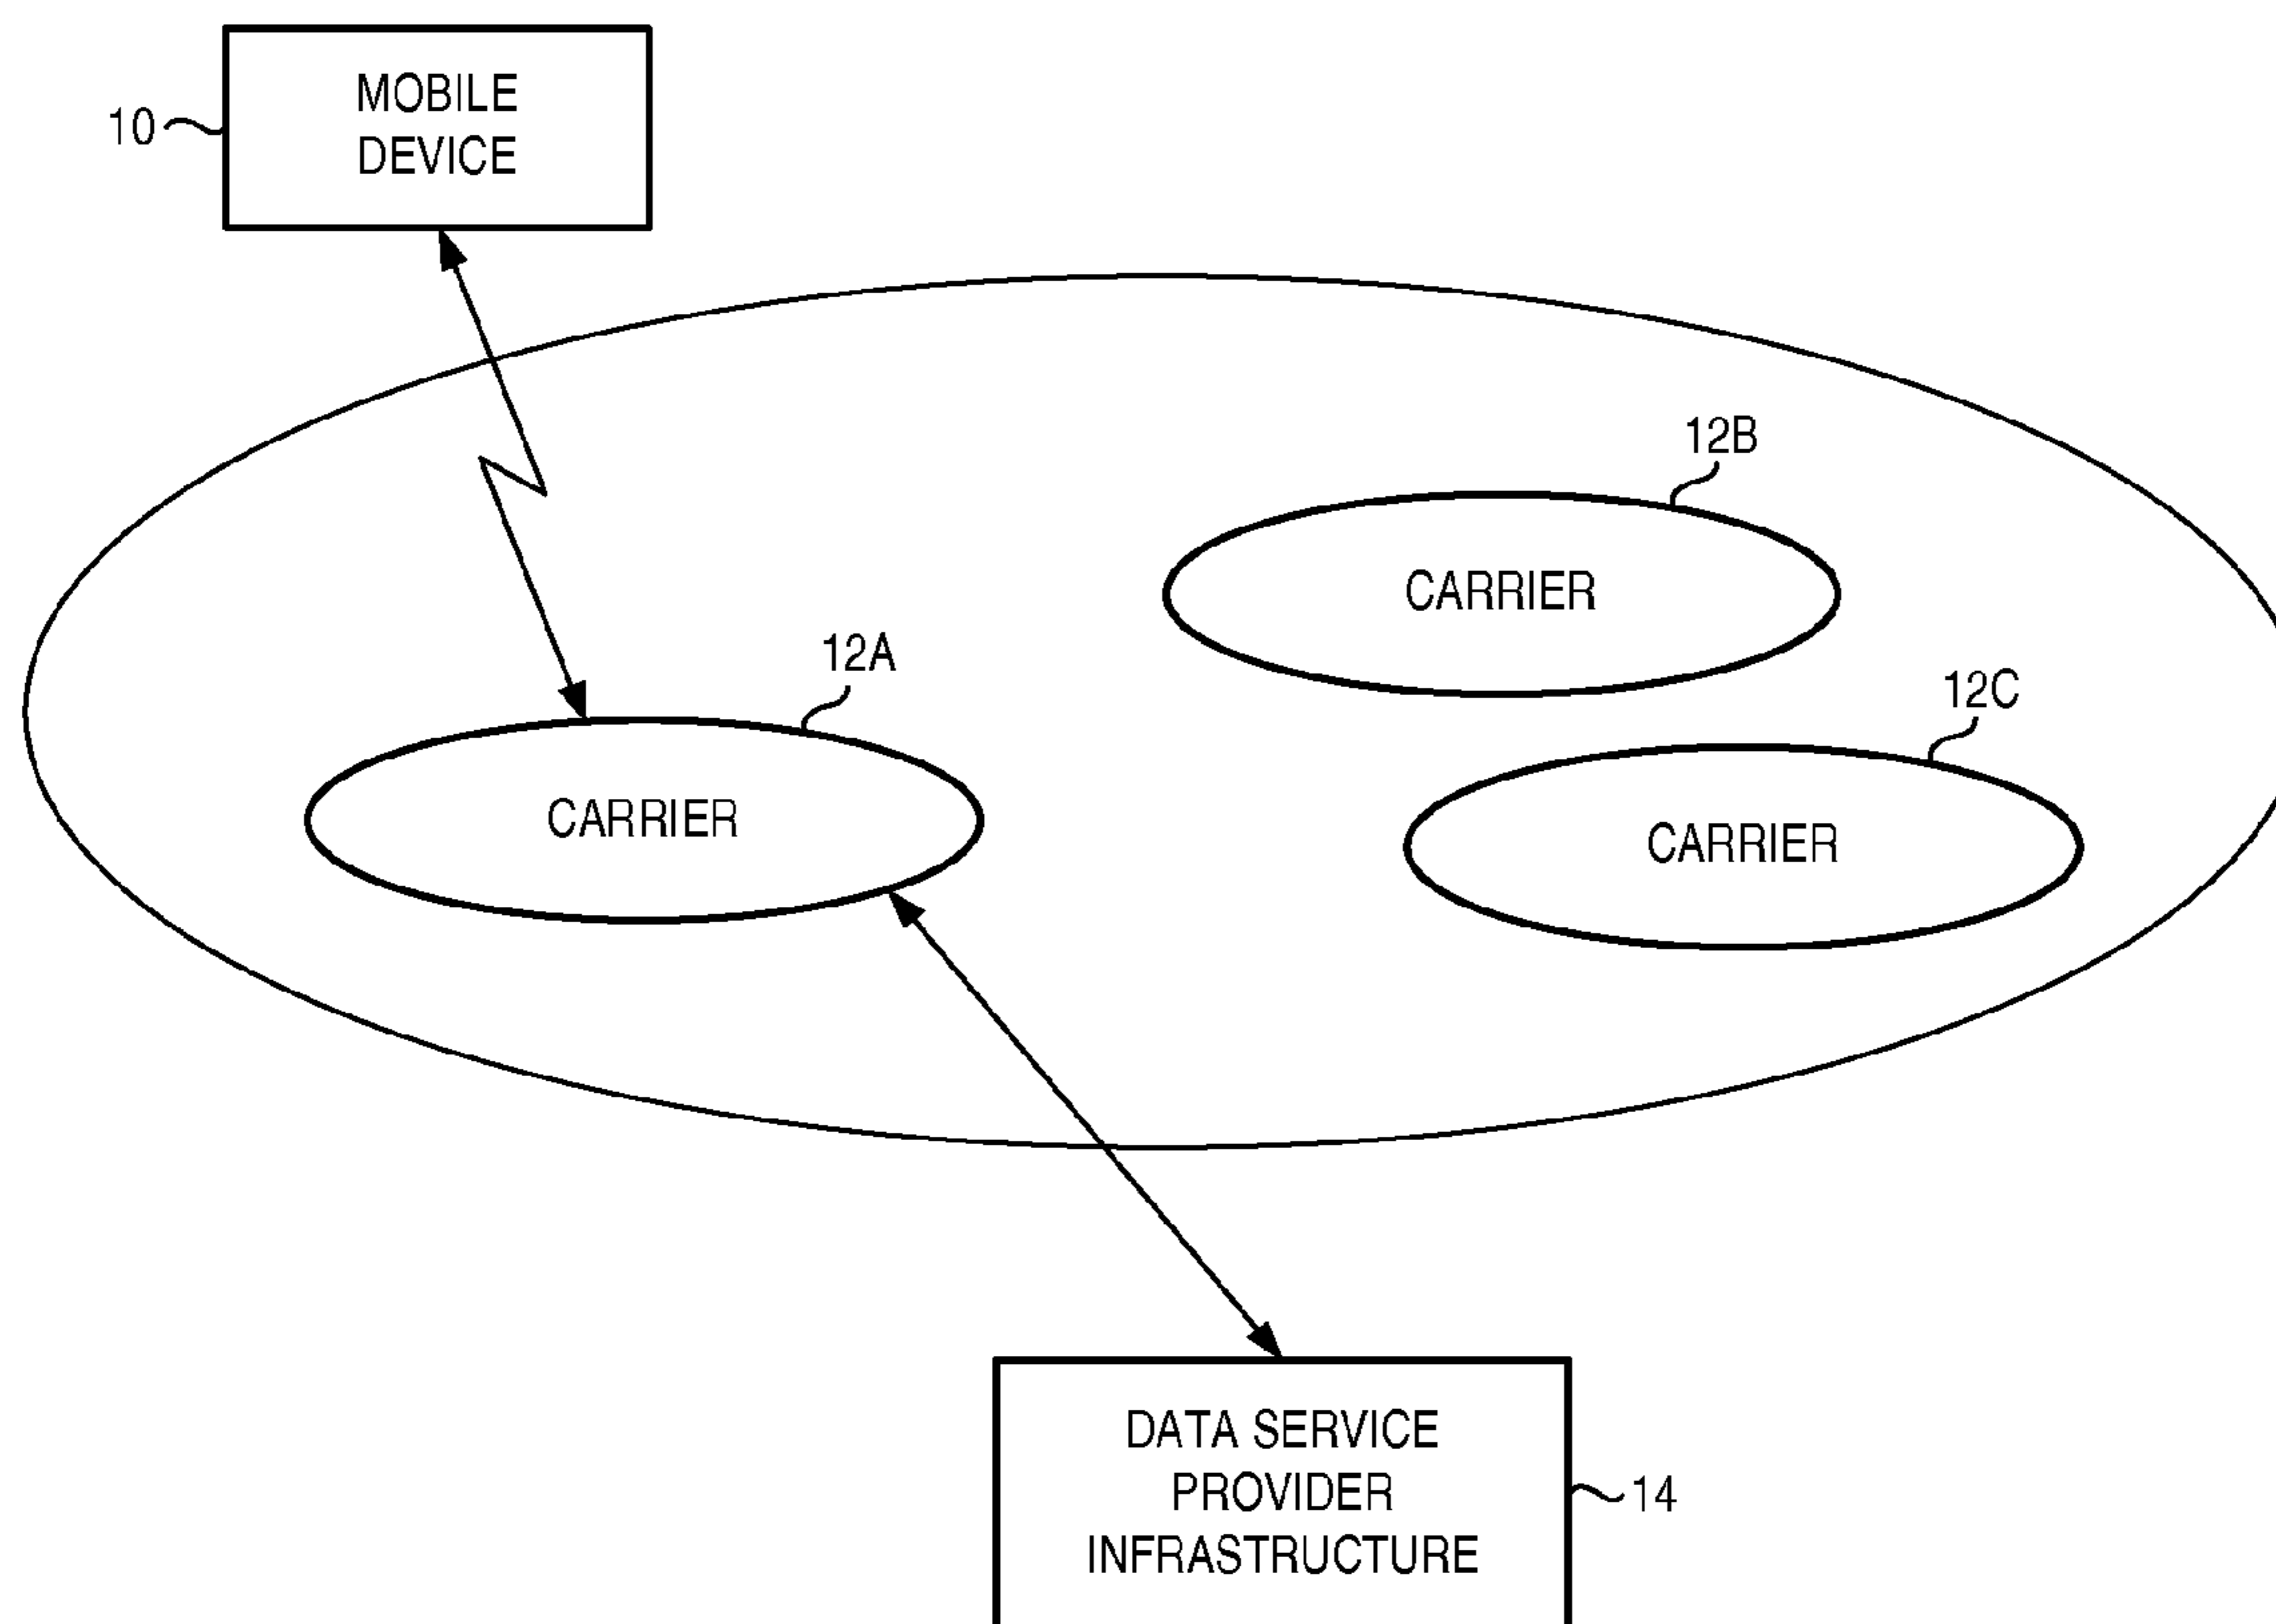 MOBILE
DEVICE
10
12B
CARRIER
12A
12C
CARRIER
CARRIER
DATA SERVICE
PROVIDER
INFRASTRUCTURE
14